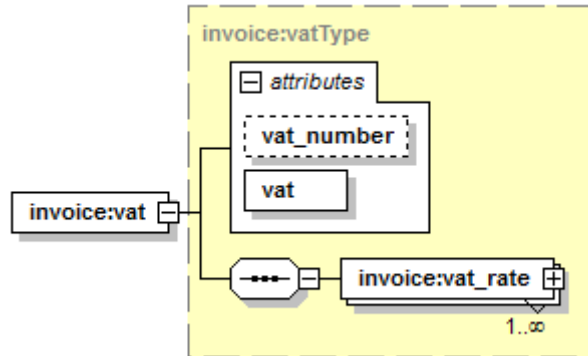 invoice:vatType
attributes
vat_number
vat
invoice:vat
invoice:vat_rate
1..∞